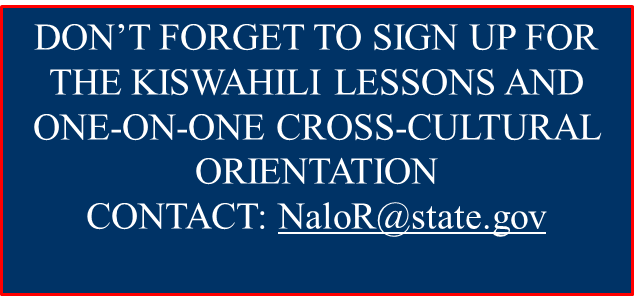 DON’T FORGET TO SIGN UP FOR
THE KISWAHILI LESSONS AND
ONE-ON-ONE CROSS-CULTURAL
ORIENTATION
CONTACT: NaloR@state.gov